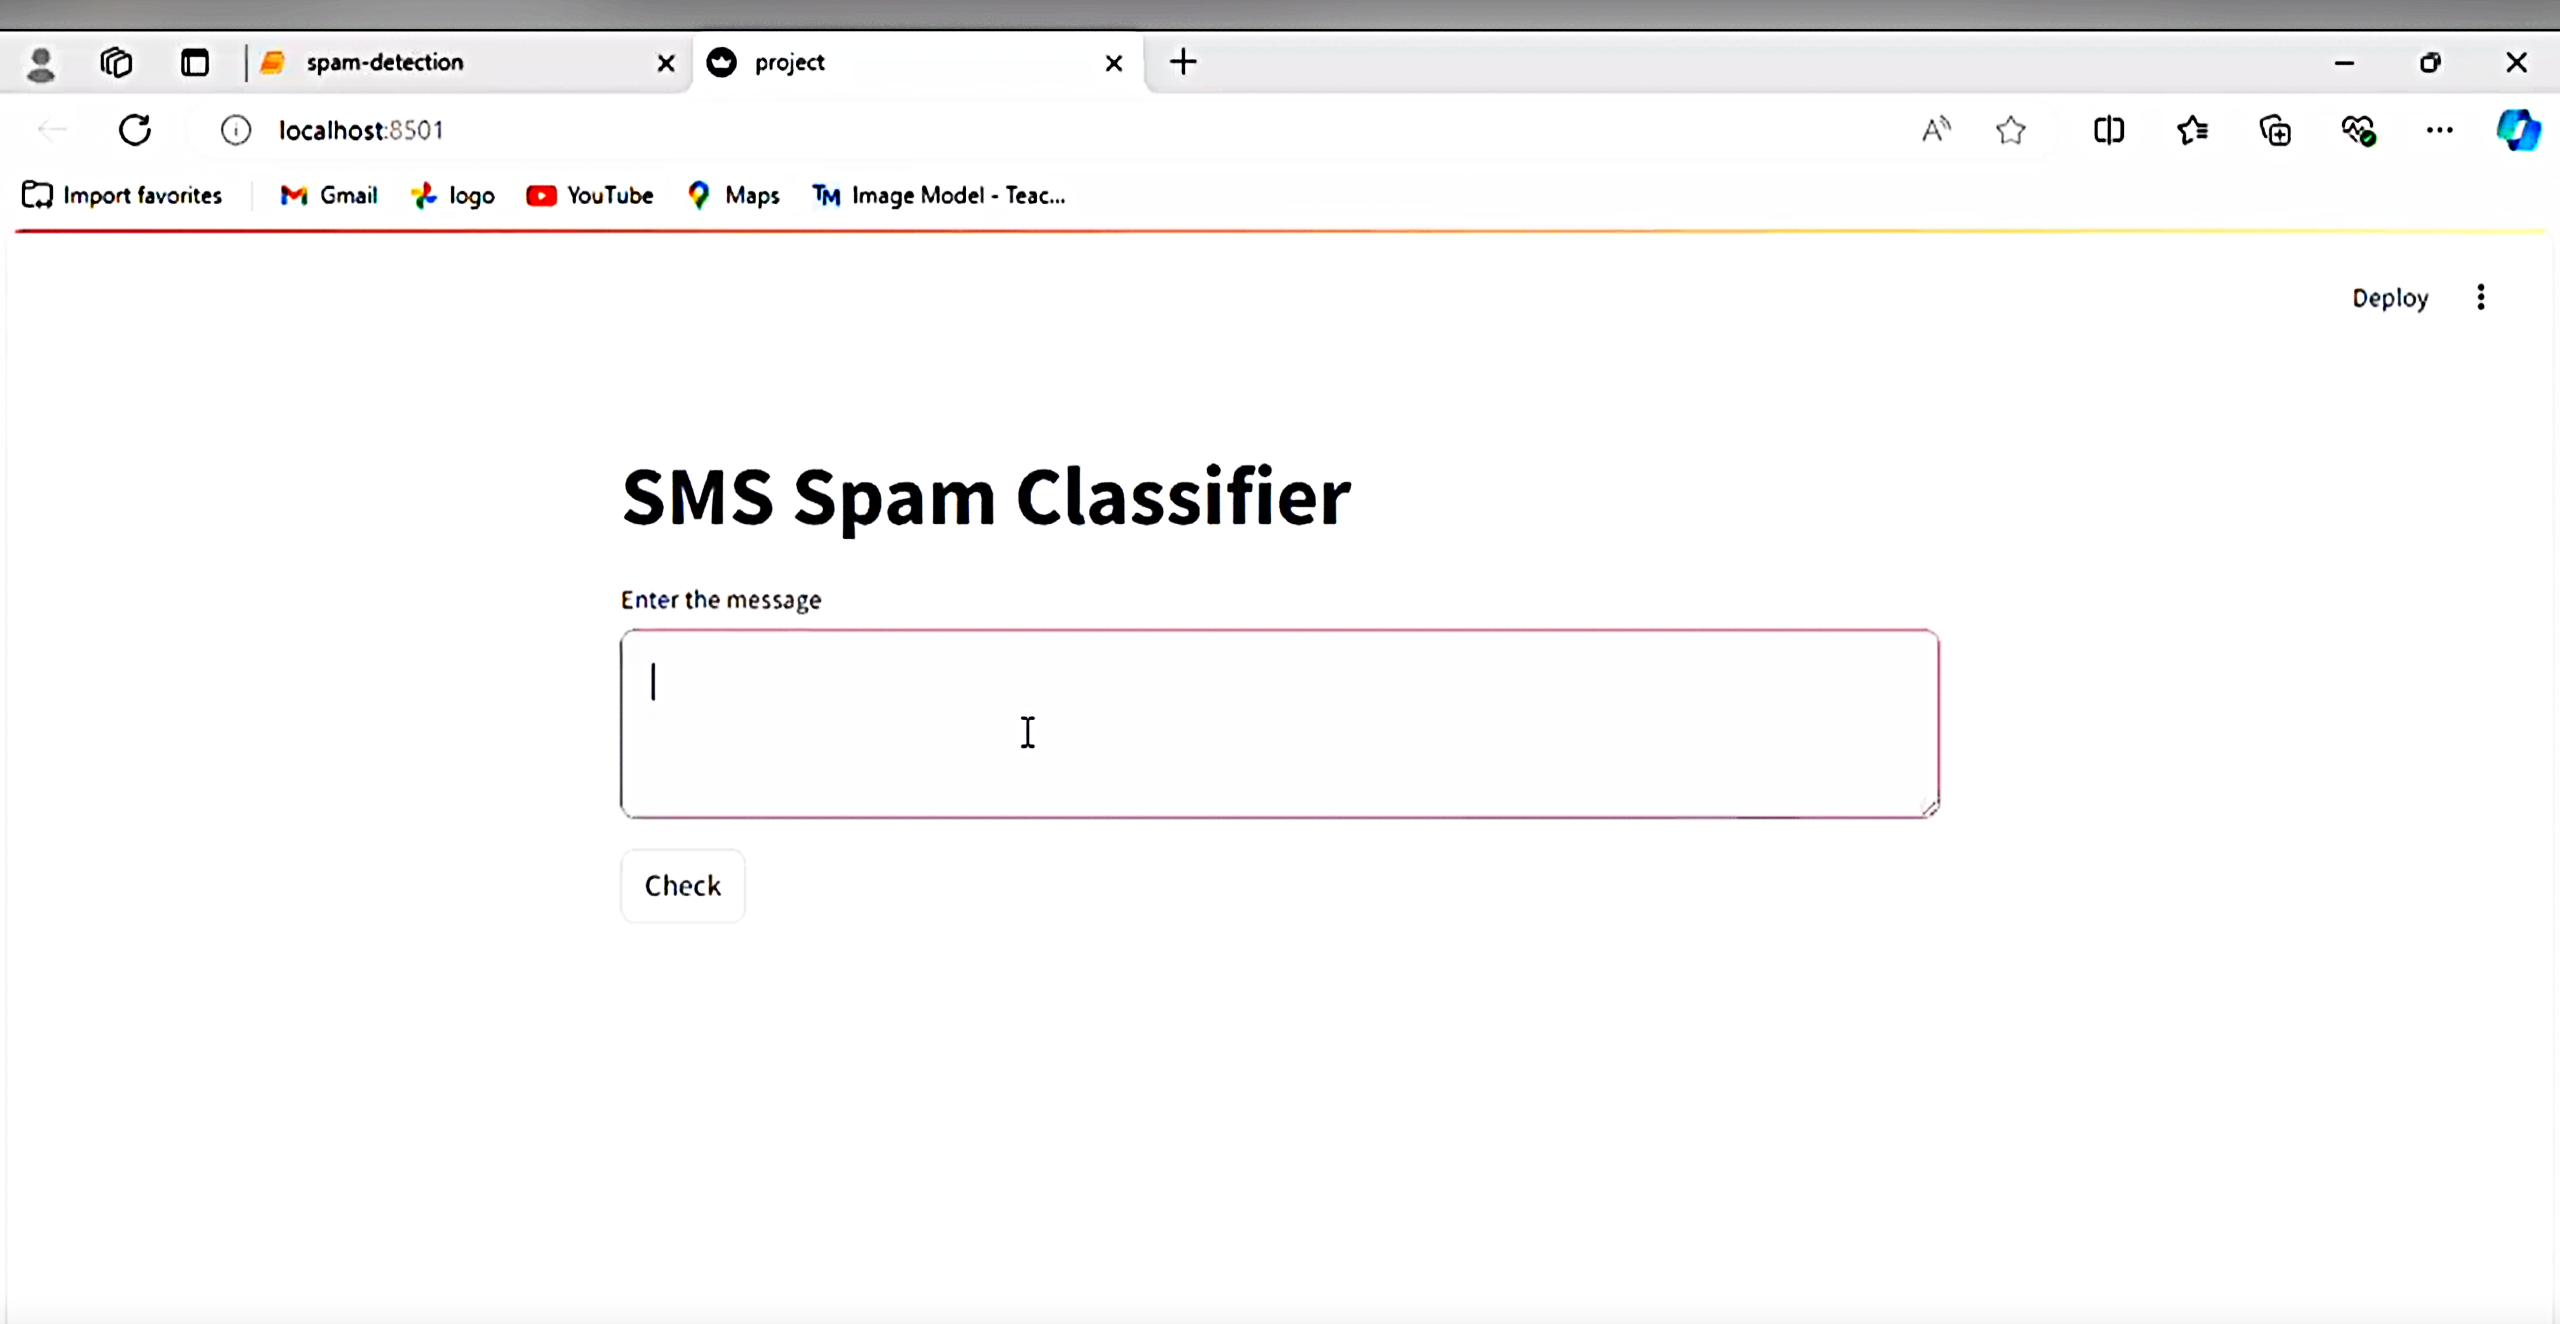 spam-detection
project
localhost:8501
Import favorites
Gmail
logo
YouTube
Maps
TM Image Model - Teac...
Deploy
SMS Spam Classifier
Enter the message
Check